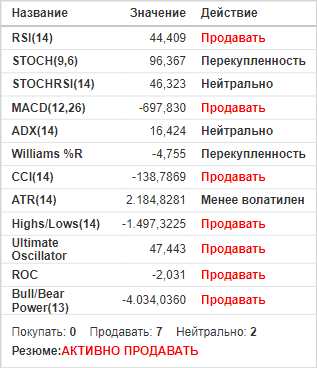 Название Значение Действие
RSI(14) 44,409 Продавать
STOCH(9,6) 96,367 Перекупленность
STOCHRSI(14) 46,323 Нейтрально
MACD(12,26) -697,830 Продавать
ADX(14) 16,424 Нейтрально
Williams %R -4,755 Перекупленность
CCI(14) -138,7869 Продавать
ATR(14) 2.184,8281 Менее волатилен
Highs/Lows(14) -1.497,3225 Продавать
Ultimate
Oscillator 47,443 Продавать
ROC -2,031 Продавать
Bull/Bear
Power(13) -4.034,0360 Продавать
Покупать: 0 Продавать: 7 Нейтрально: 2
Резюме:АКТИВНО ПРОДАВАТЬ